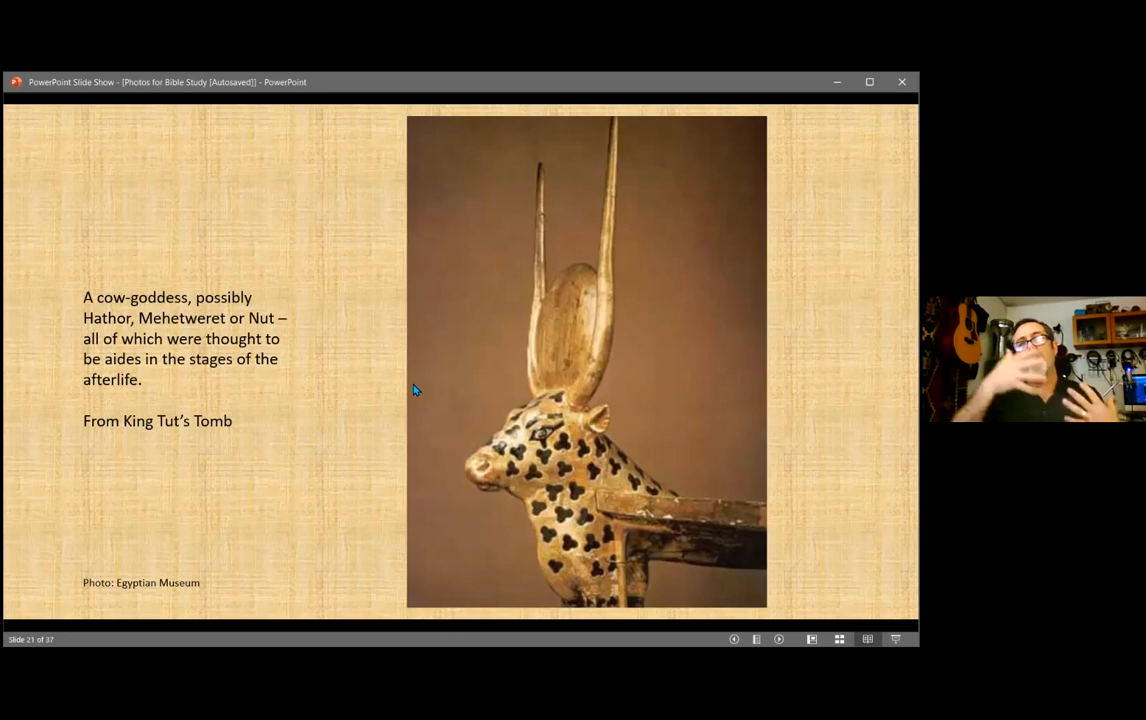 PowerPoint Slide Show - [Photos for Bible Study [Autosaved]] - PowerPoint
A cow-goddess, possibly
Hathor, Mehetweret or Nut –
all of which were thought to
be aides in the stages of the
afterlife.
From King Tut's Tomb
Photo: Egyptian Museum
Slide 21 of 37